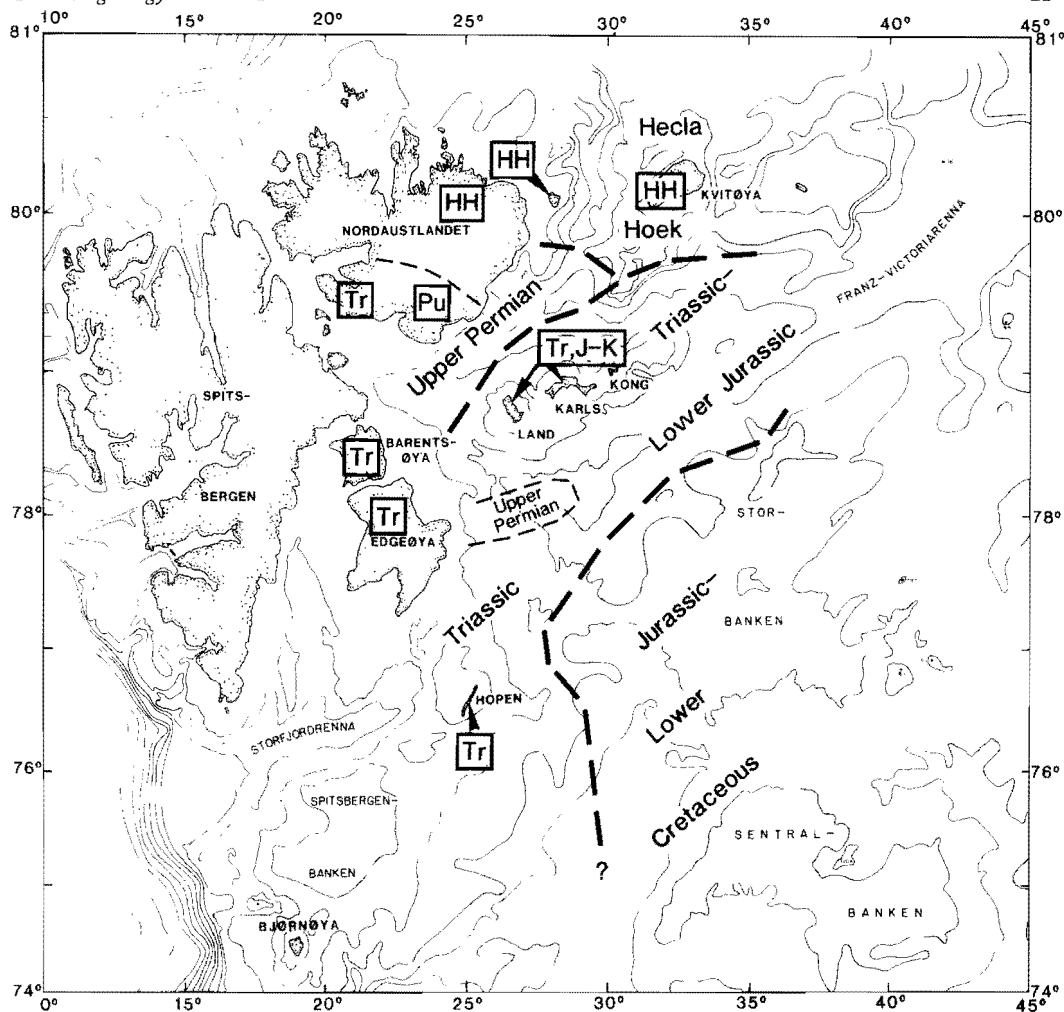 10° 15° 20° 25° 30° 35° 40° 45°
81° 81°
Hecla
HH
HH
HH
KVITØYA
80° 80°
NORDAUSTLANDET
Hoek
FRANZ-VICTORIARENNA
Tr
Pu
Upper Permian
Triassic-
Lower Jurassic
Tr,J-K
KONG
KARLS
LAND
SPITS-
BERGEN
Tr
BARENTS-
ØYA
Upper
Permian
78° 78°
Tr
EDGEØYA
STOR-
BANKEN
Triassic
Jurassic-
Lower
Cretaceous
HOPEN
Tr
STORFJORDRENNA
76° 76°
SPITSBERGEN-
BANKEN
SENTRAL-
BANKEN
?
BJØRNØYA
74° 74°
10° 15° 20° 25° 30° 35° 40° 45°